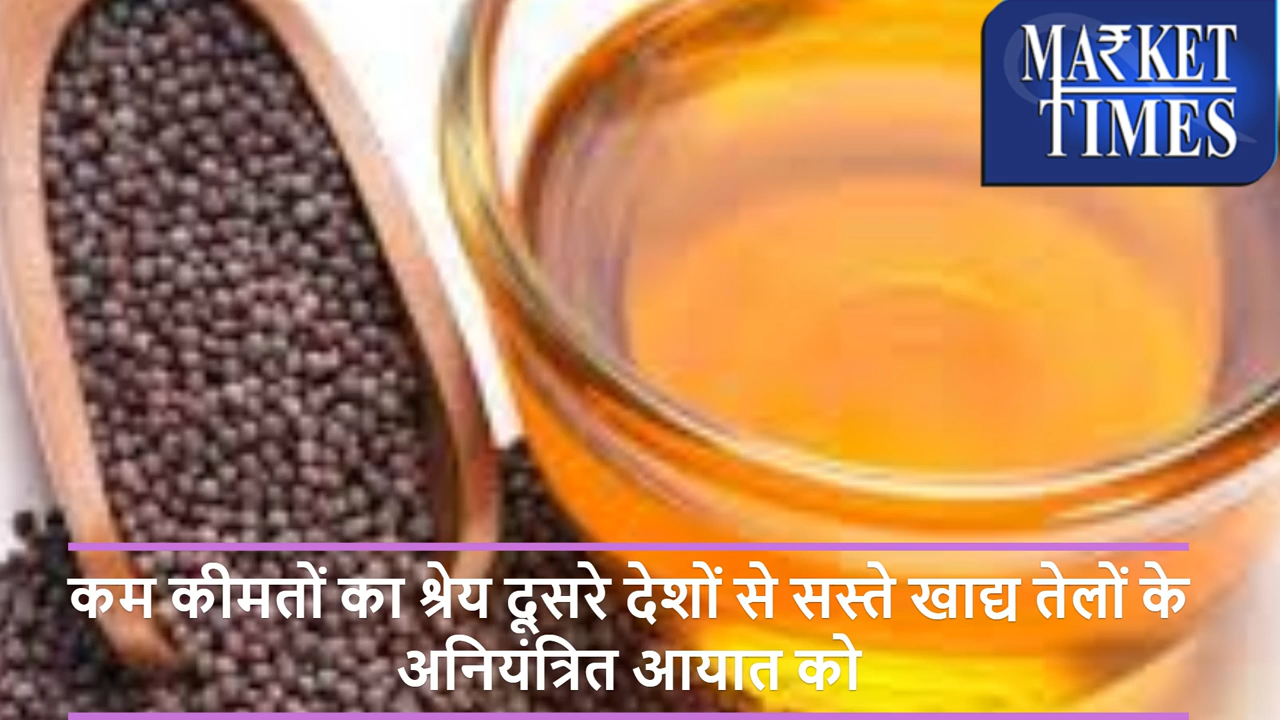 MA₹KET
TIMES
कम कीमतों का श्रेय दूसरे देशों से सस्ते खाद्य तेलों के
अनियंत्रित आयात को